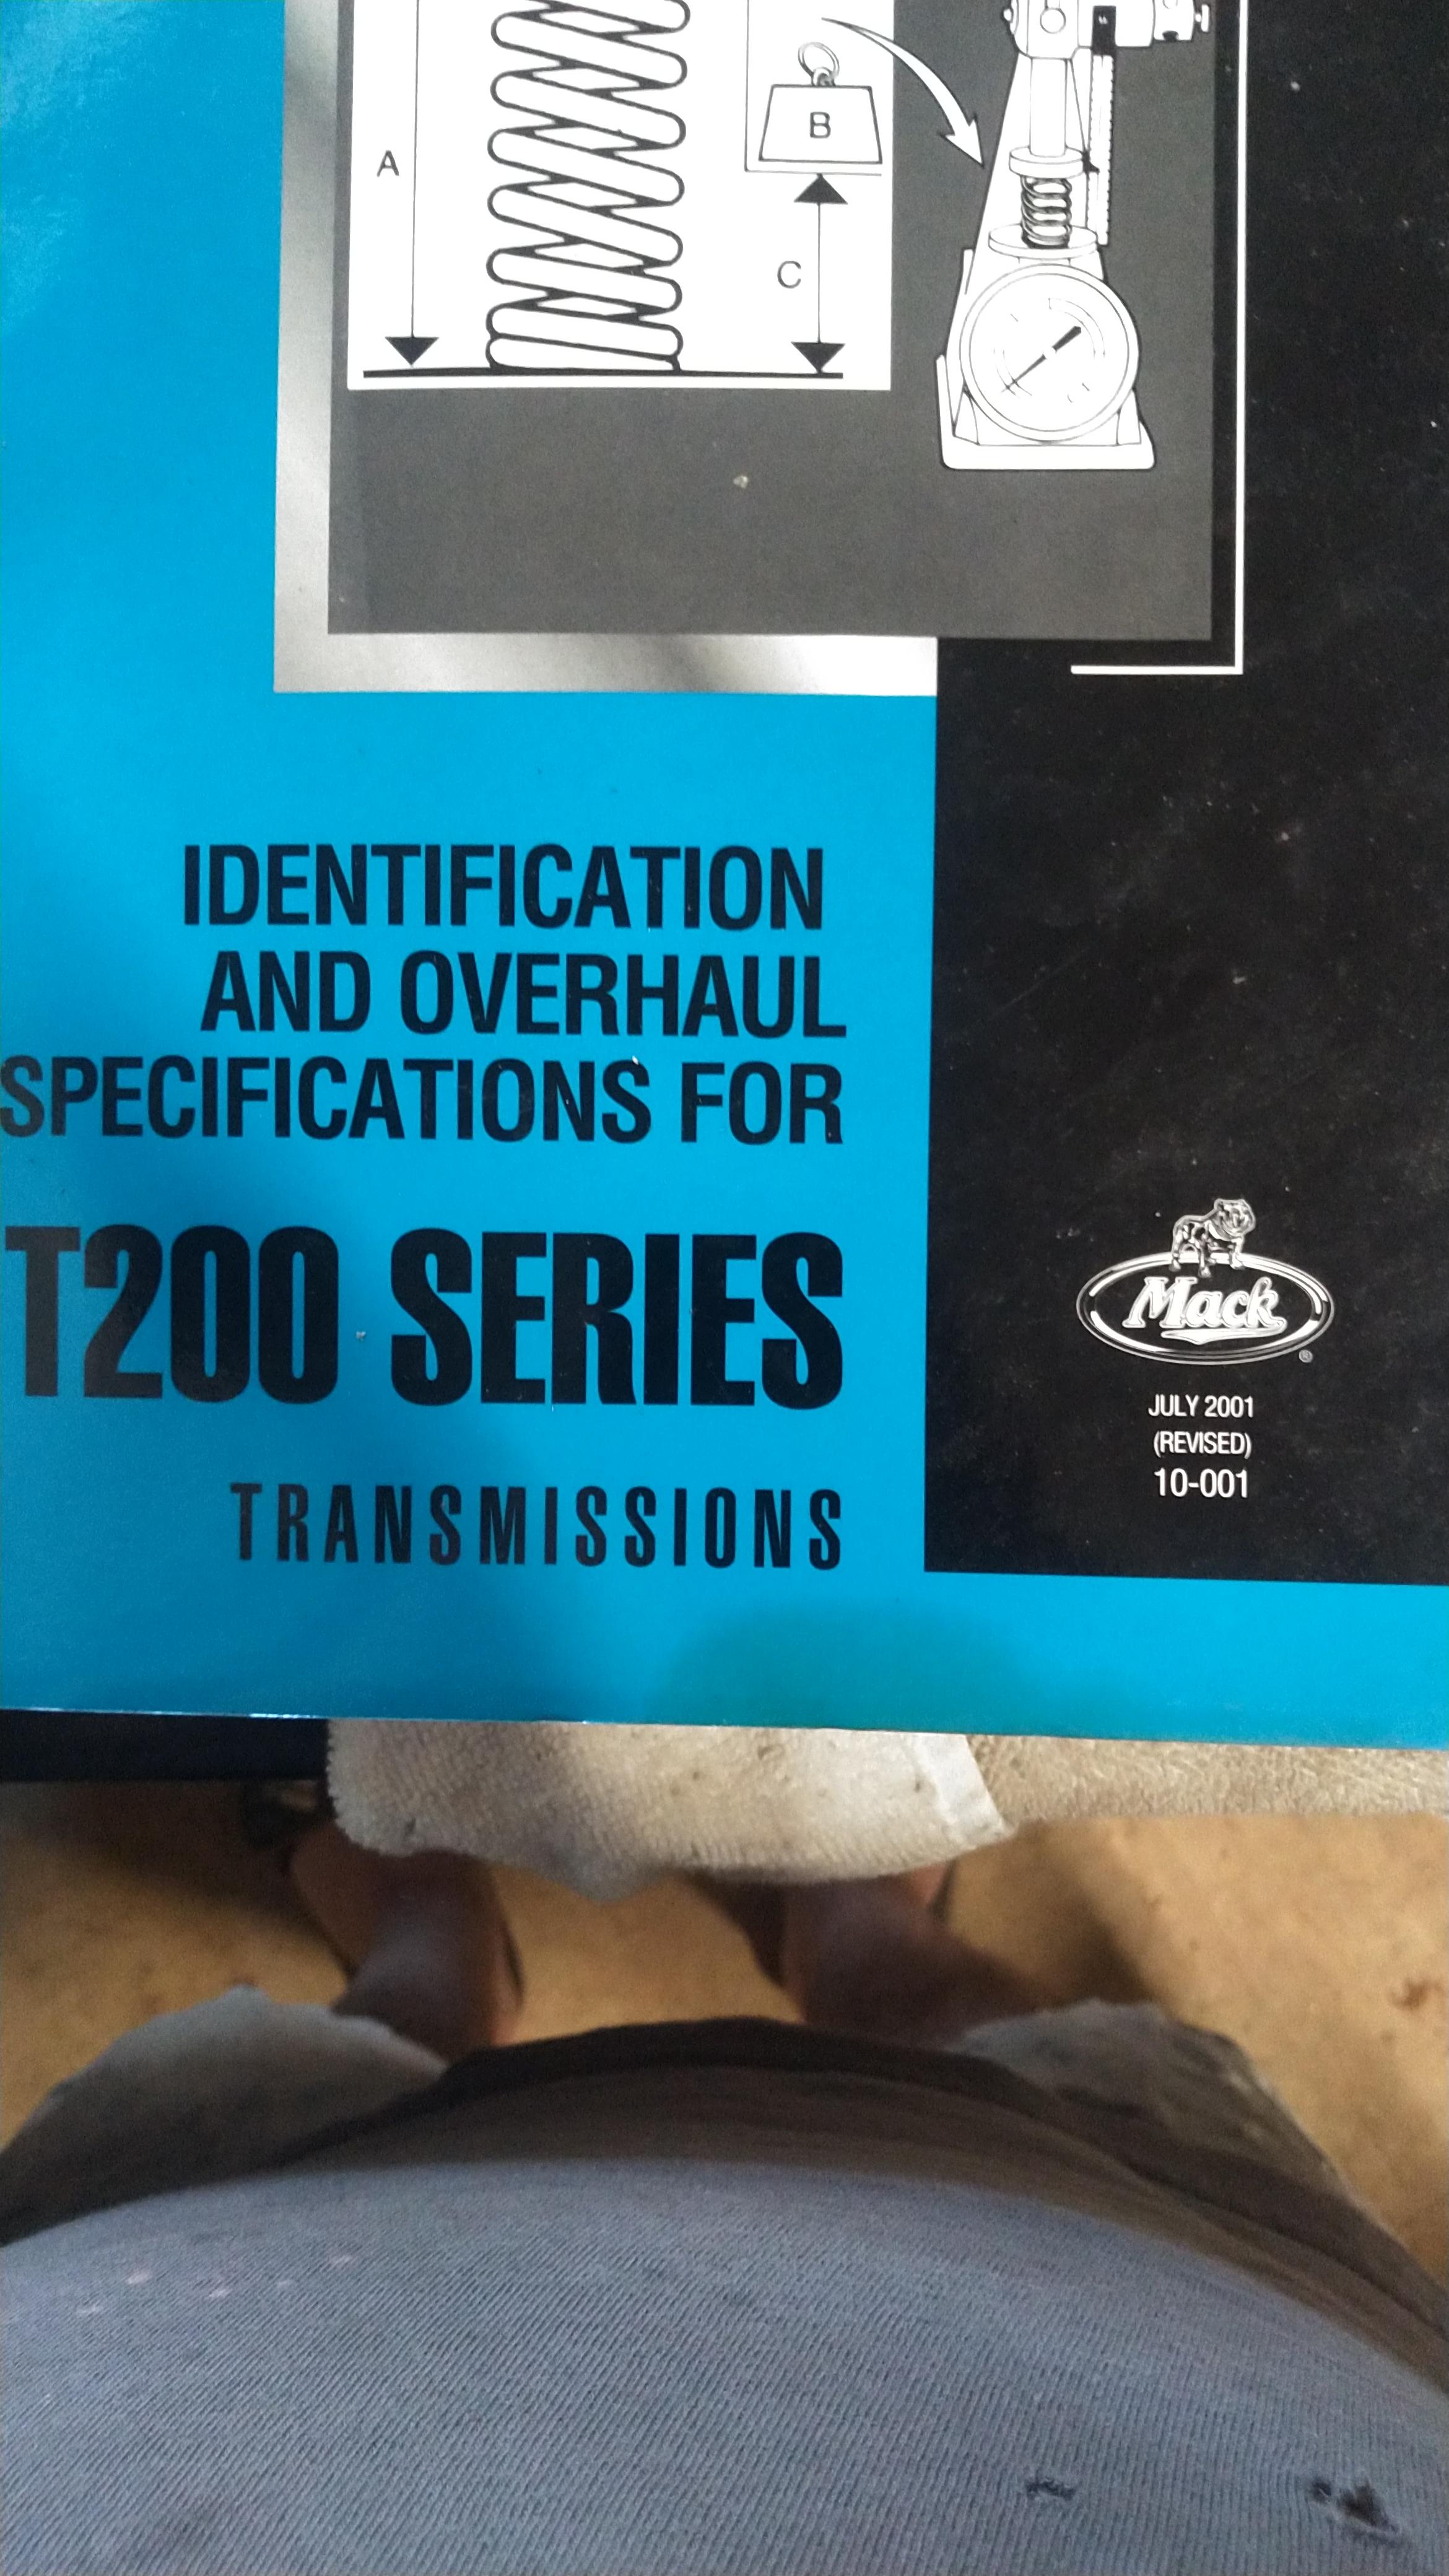 A
B
C
IDENTIFICATION
AND OVERHAUL
SPECIFICATIONS FOR
T200 SERIES
TRANSMISSIONS
Mack
®
JULY 2001
(REVISED)
10-001